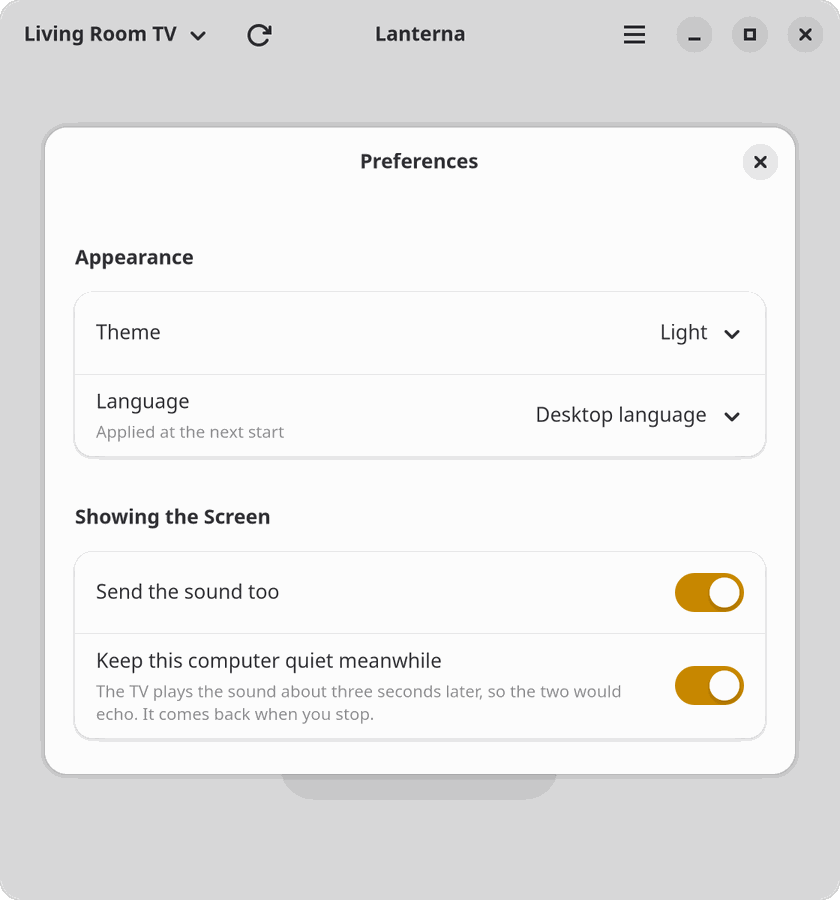 Living Room TV
Lanterna
Preferences
Appearance
Theme
Light
Language
Applied at the next start
Desktop language
Showing the Screen
Send the sound too
Keep this computer quiet meanwhile
The TV plays the sound about three seconds later, so the two would
echo. It comes back when you stop.